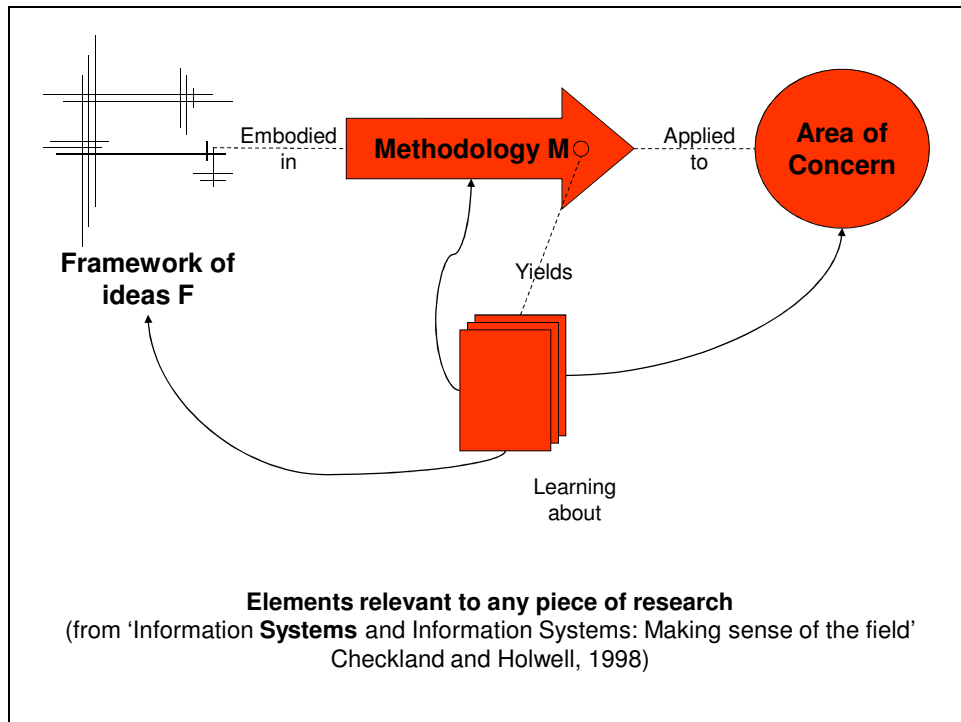 Embodied
in
Methodology M
Applied
to
Area of
Concern
Framework of
ideas F
Yields
Learning
about
Elements relevant to any piece of research
(from ‘Information Systems and Information Systems: Making sense of the field’
Checkland and Holwell, 1998)